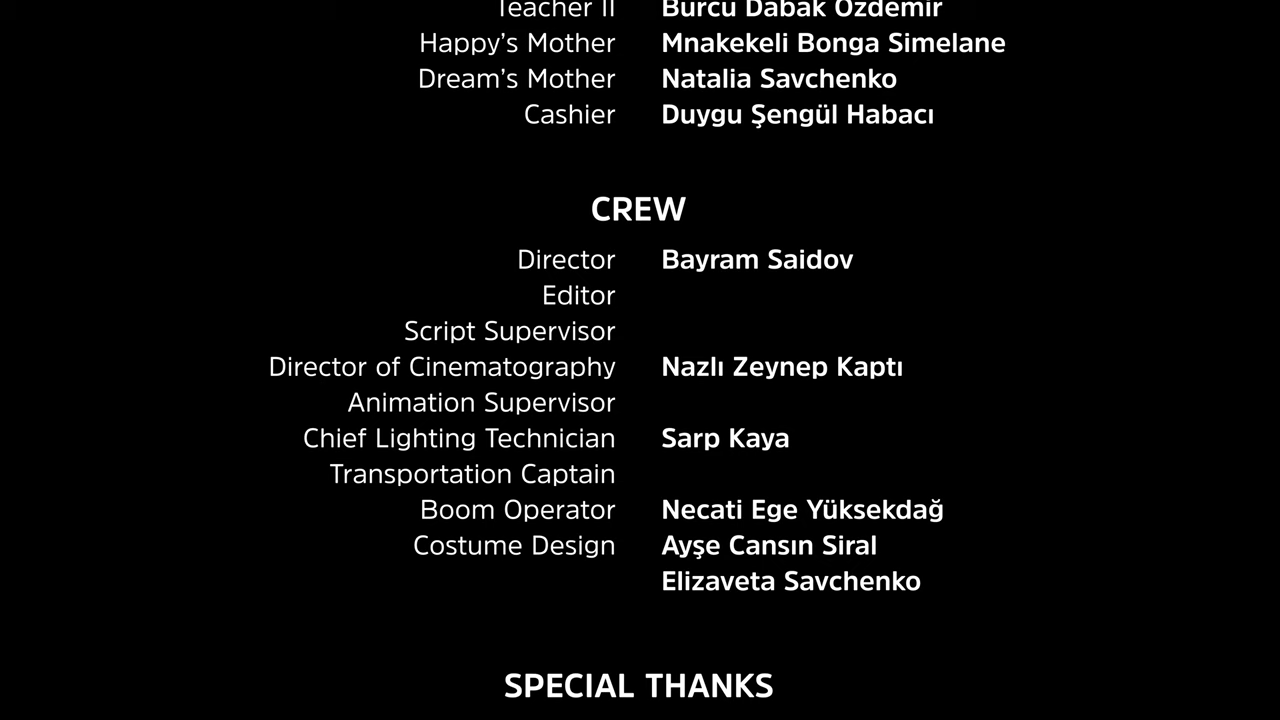 Teacher II Burcu Dabak Özdemir
Happy's Mother Mnakekeli Bonga Simelane
Dream's Mother Natalia Savchenko
Cashier Duygu Şengül Habacı
CREW
Director Bayram Saidov
Editor
Script Supervisor
Director of Cinematography Nazlı Zeynep Kaptı
Animation Supervisor
Chief Lighting Technician Sarp Kaya
Transportation Captain
Boom Operator Necati Ege Yüksekdağ
Costume Design Ayşe Cansın Siral
Elizaveta Savchenko
SPECIAL THANKS